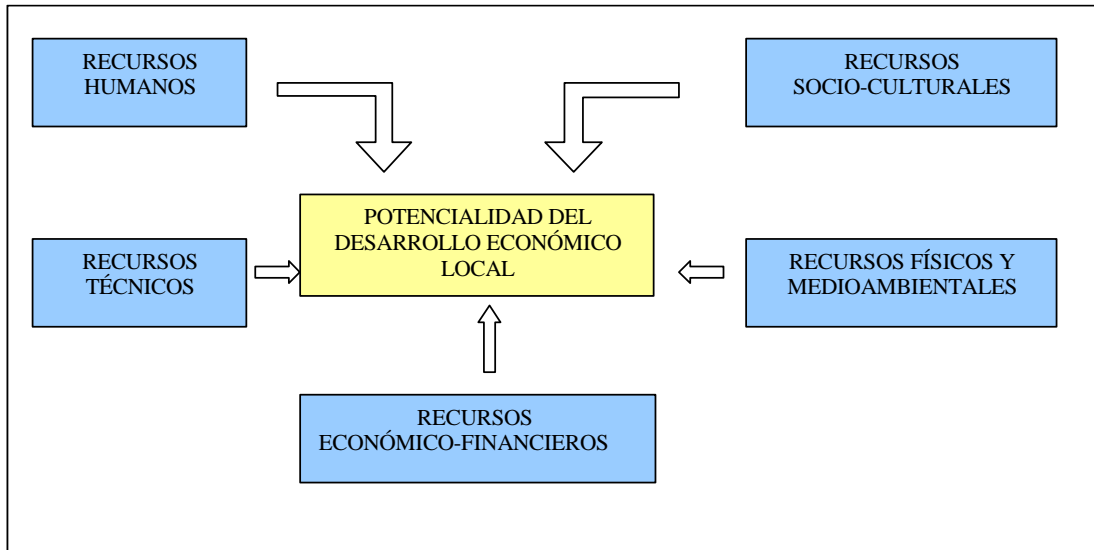 RECURSOS
HUMANOS
RECURSOS
SOCIO-CULTURALES
POTENCIALIDAD DEL
DESARROLLO ECONÓMICO
LOCAL
RECURSOS
TÉCNICOS
RECURSOS FÍSICOS Y
MEDIOAMBIENTALES
RECURSOS
ECONÓMICO-FINANCIEROS